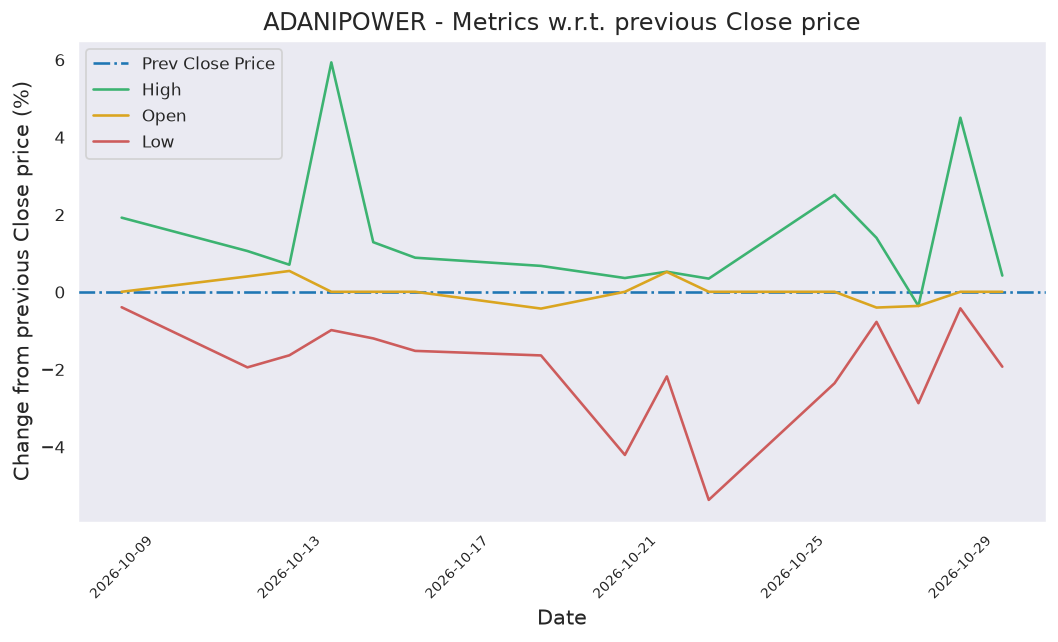 ADANIPOWER - Metrics w.r.t. previous Close price
Change from previous Close price (%)
6
4
2
0
−2
−4
Prev Close Price
High
Open
Low
2026-10-09
2026-10-13
2026-10-17
2026-10-21
2026-10-25
2026-10-29
Date